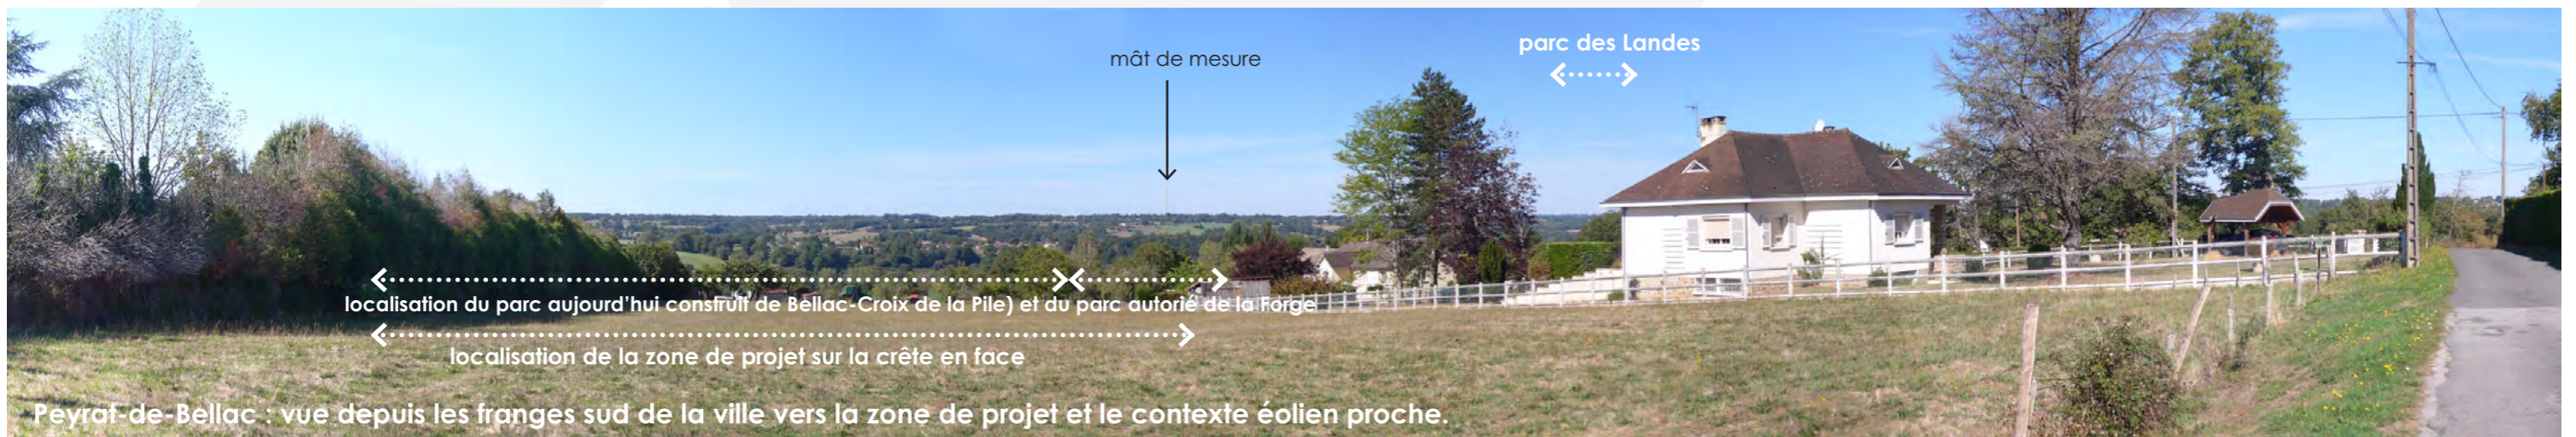 parc des Landes
mât de mesure
localisation du parc aujourd'hui construit de Bellac-Croix de la Pile) et du parc autorié de la Forge
localisation de la zone de projet sur la crête en face
Peyrat-de-Bellac : vue depuis les franges sud de la ville vers la zone de projet et le contexte éolien proche.